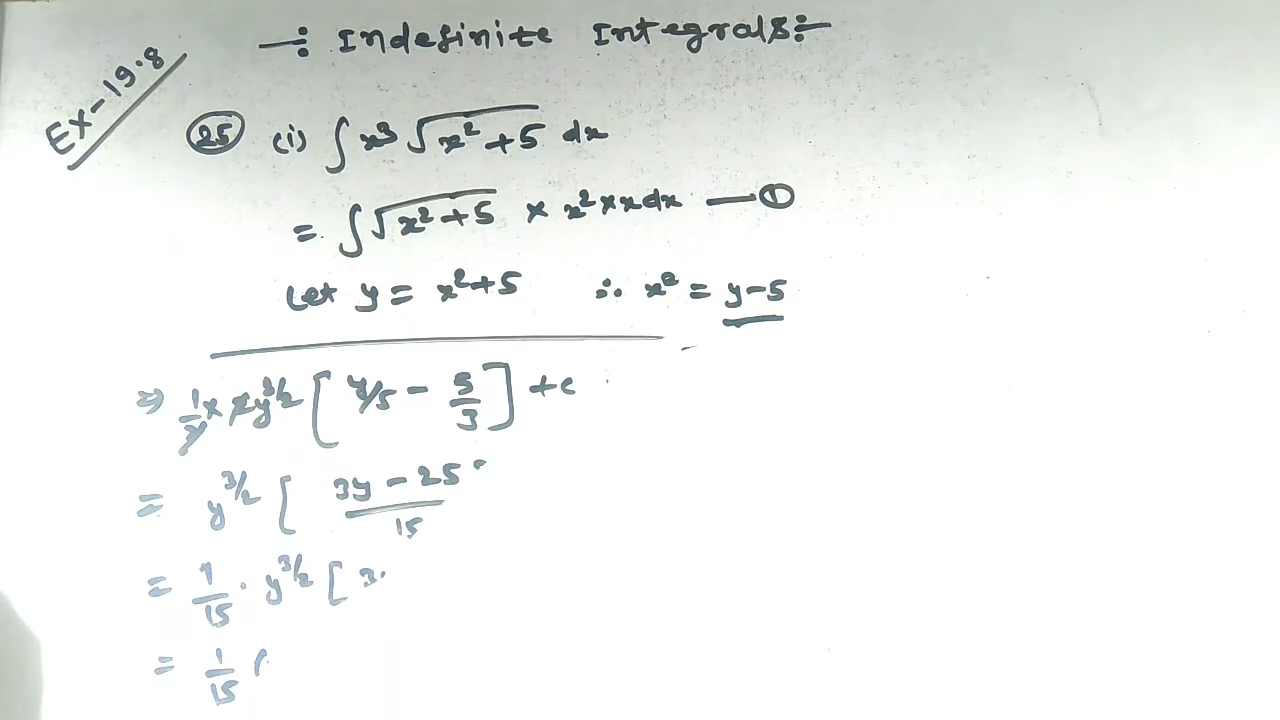 -: Indefinite Integrals:-
Ex-19.8
25 (i) ∫ x³ √(x²+5) dx
= ∫ √(x²+5) × x² × x dx — ①
Let y = x²+5 ∴ x² = y-5
⇒ 1/2 × 2y^3/2 [ y/5 - 5/3 ] + c
= y^3/2 [ (3y - 25)/15
= 1/15 . y^3/2 [ 3.
= 1/15 (